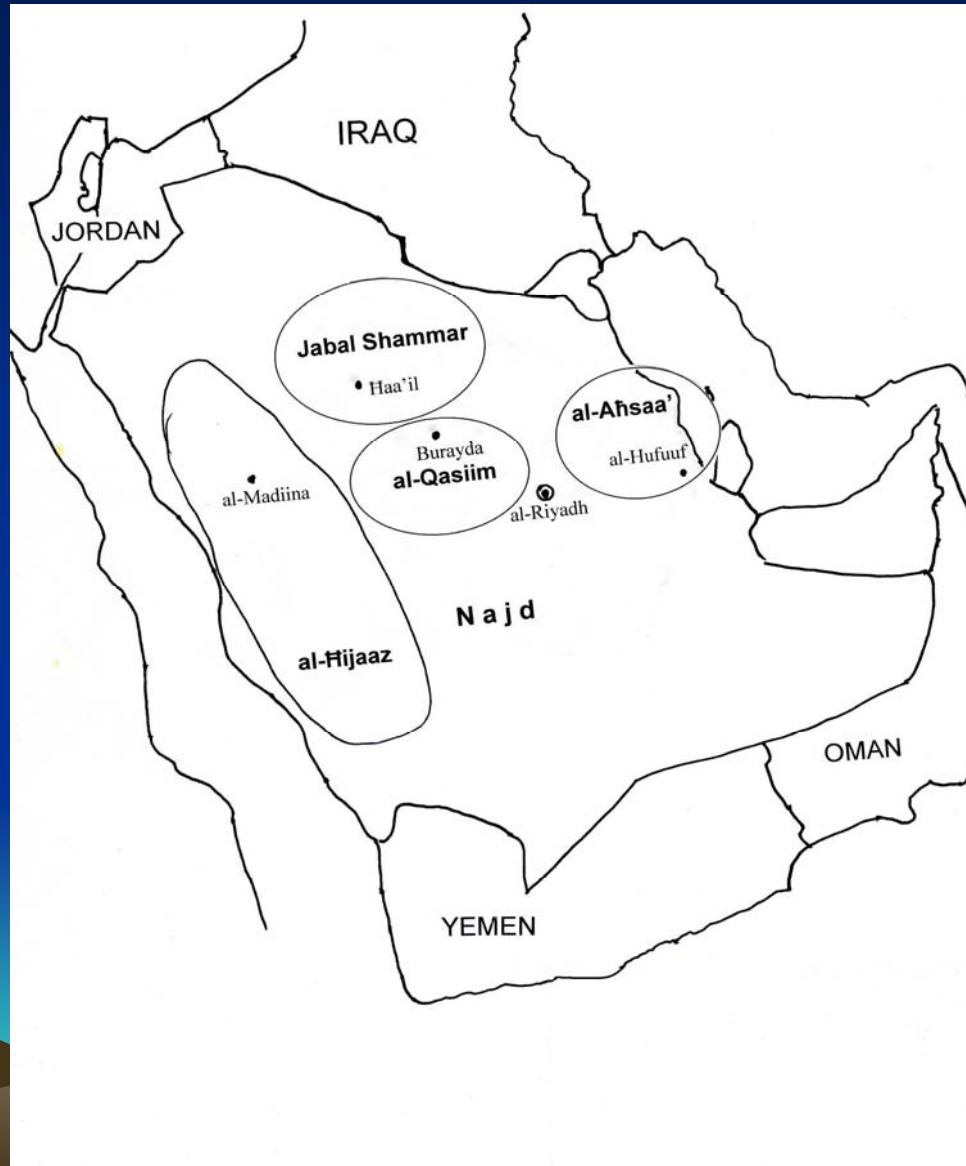 IRAQ
JORDAN
Jabal Shammar
Haa'il
al-Aħsaa'
Burayda
al-Hufuuf
al-Qasiim
al-Madiina
al-Riyadh
Najd
al-Ħijaaz
OMAN
YEMEN